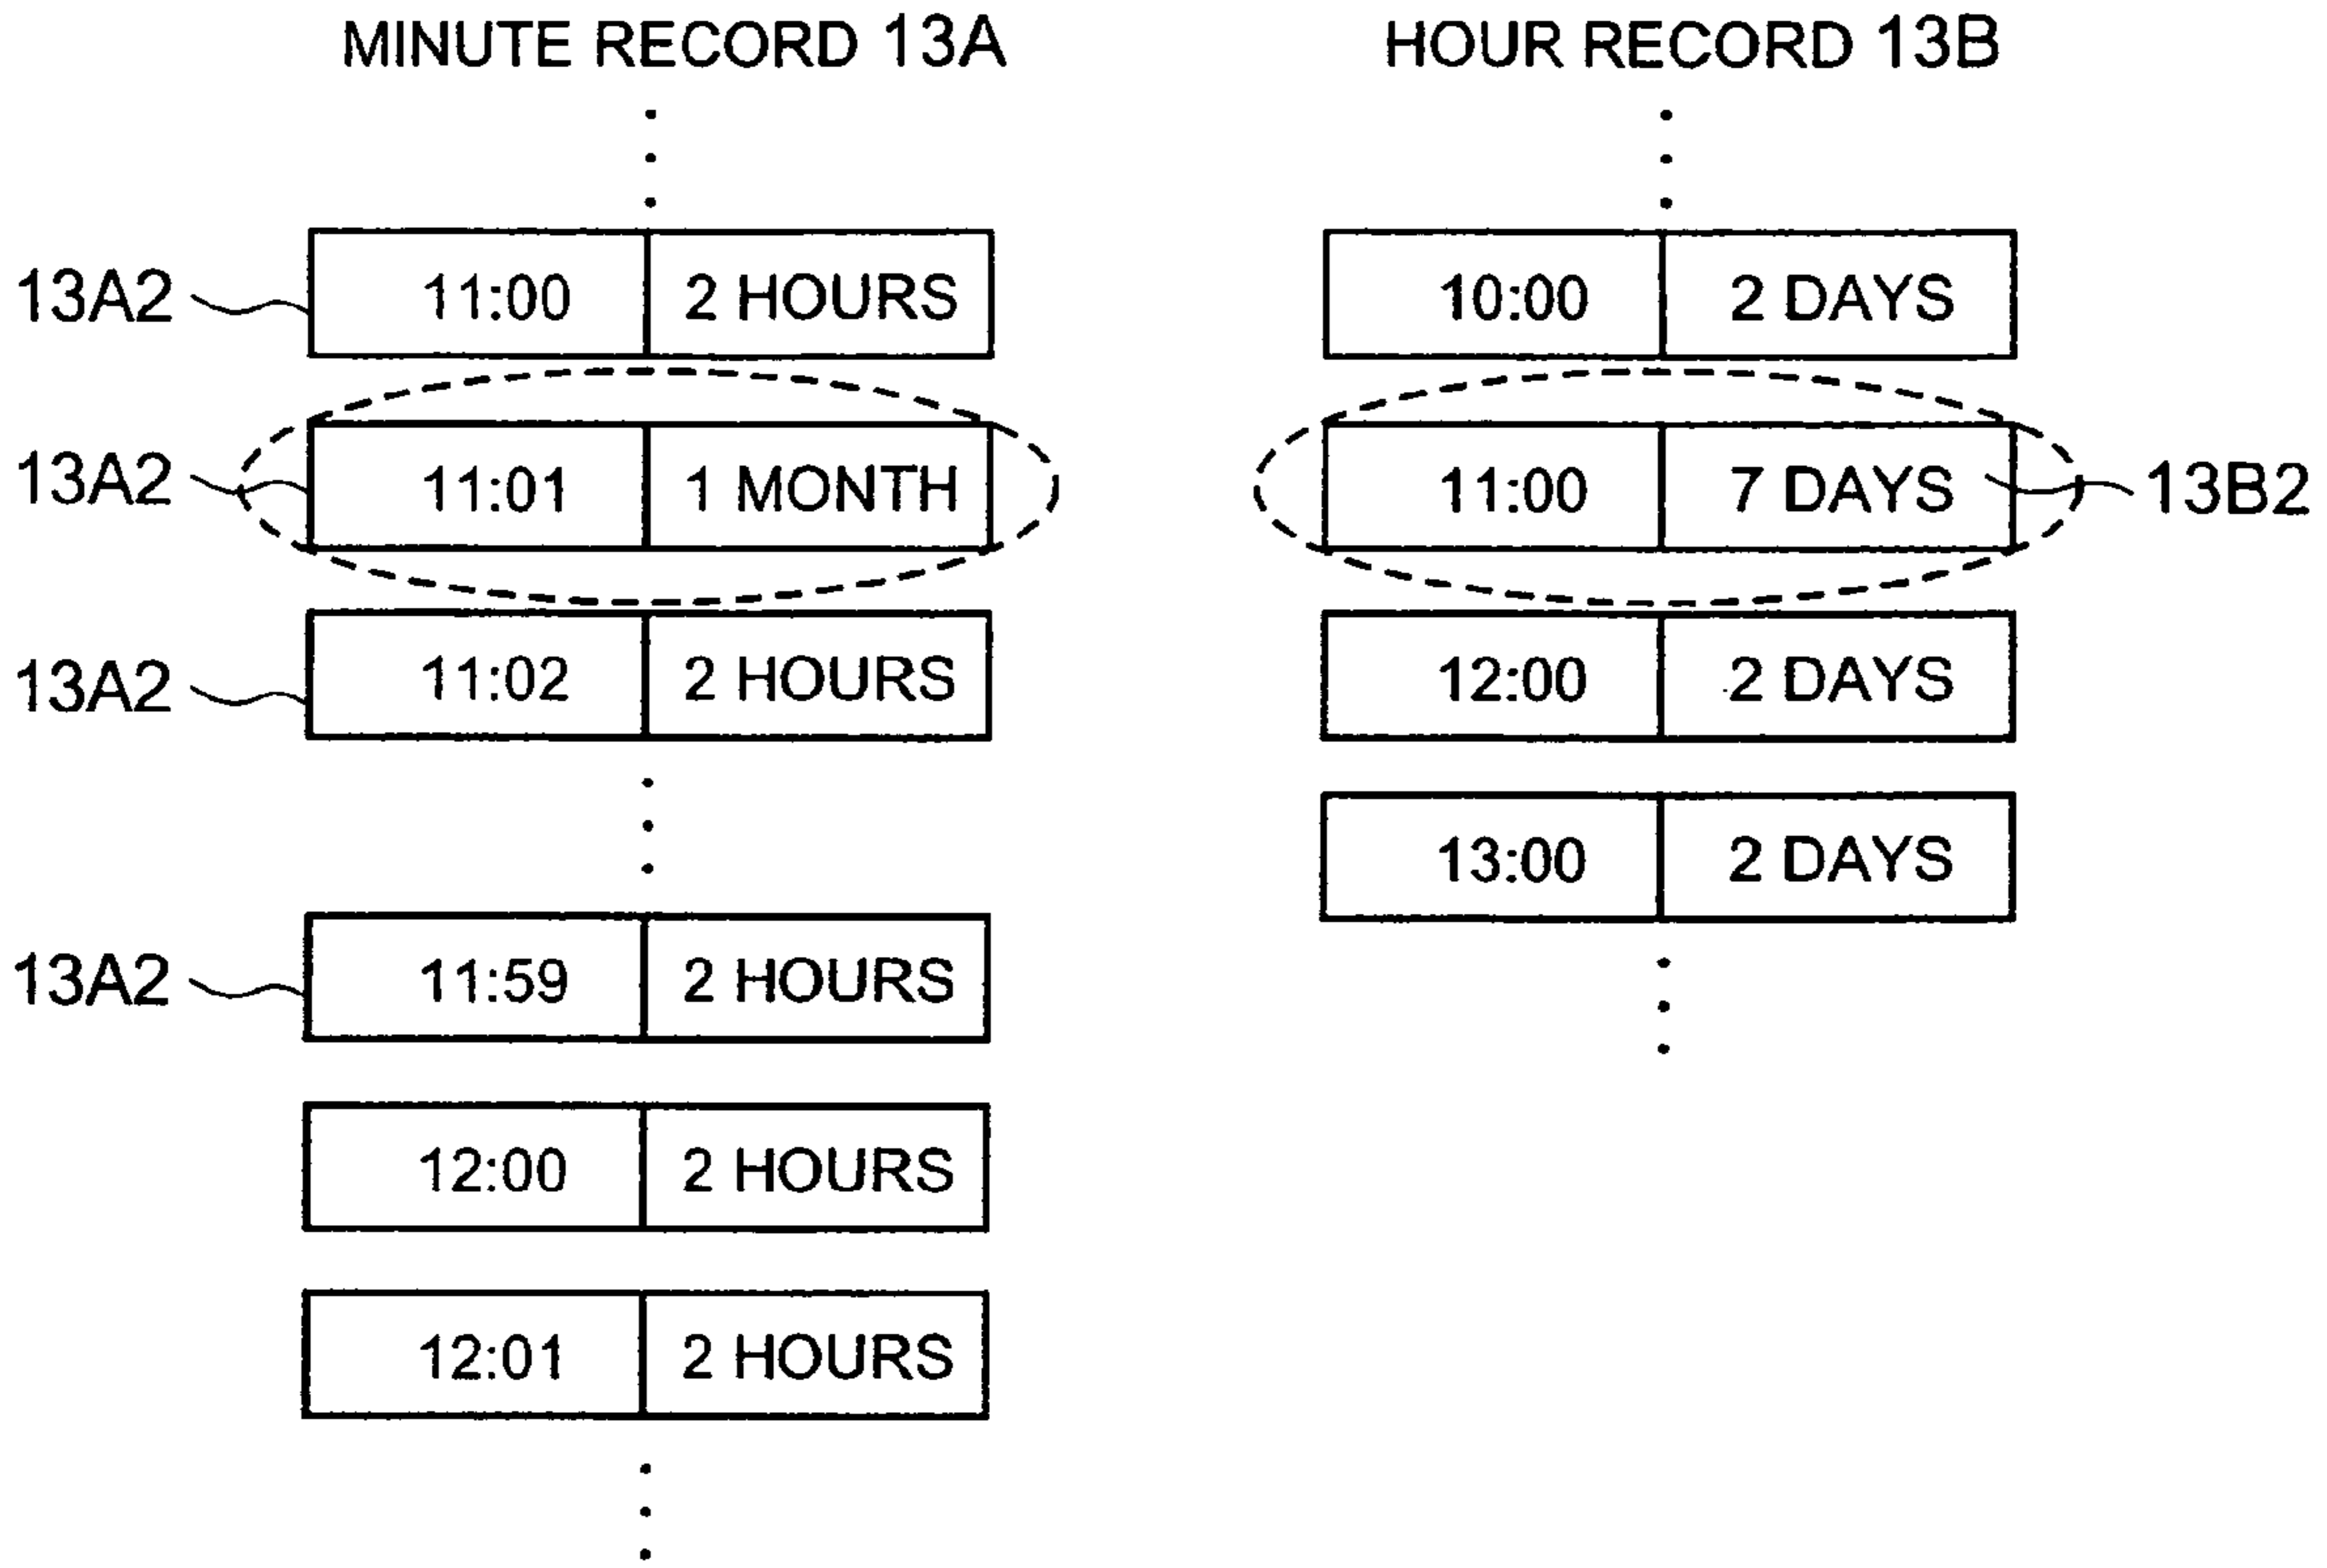 MINUTE RECORD 13A
13A2 11:00 2 HOURS
13A2 11:01 1 MONTH
13A2 11:02 2 HOURS
13A2 11:59 2 HOURS
12:00 2 HOURS
12:01 2 HOURS
HOUR RECORD 13B
10:00 2 DAYS
11:00 7 DAYS 13B2
12:00 2 DAYS
13:00 2 DAYS